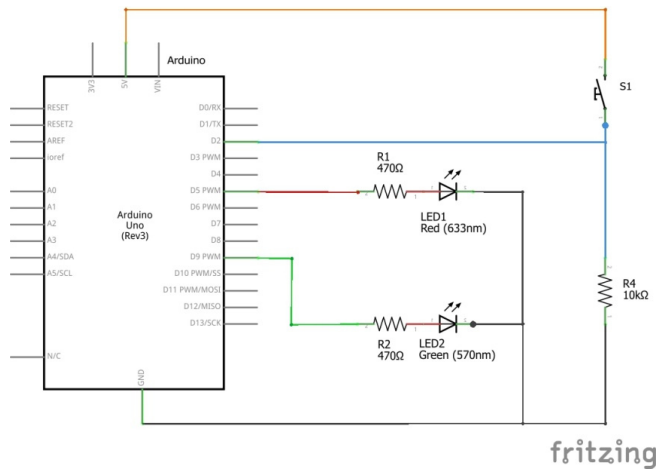 Arduino
3V3
5V
VIN
RESET
RESET2
AREF
ioref
A0
A1
A2
A3
A4/SDA
A5/SCL
N/C
Arduino
Uno
(Rev3)
D0/RX
D1/TX
D2
D3 PWM
D4
D5 PWM
D6 PWM
D7
D8
D9 PWM
D10 PWM/SS
D11 PWM/MOSI
D12/MISO
D13/SCK
GND
S1
R1
470Ω
LED1
Red (633nm)
R4
10kΩ
R2
470Ω
LED2
Green (570nm)
fritzing